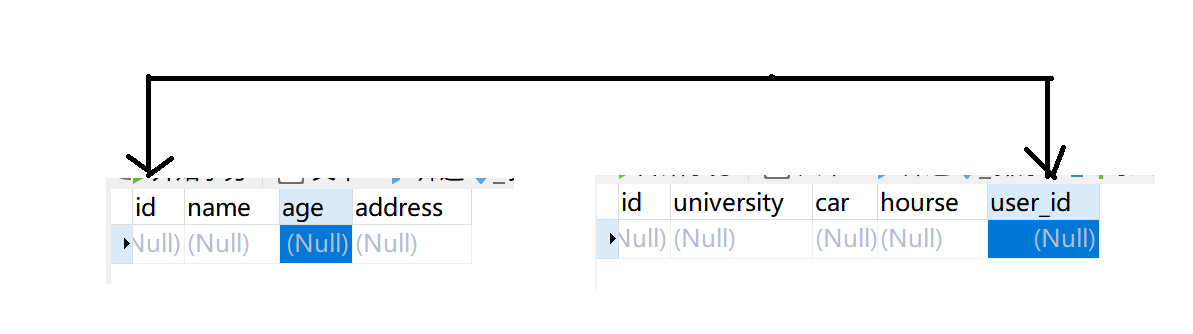 id name age address
Null) (Null) (Null) (Null)
id university car hourse user_id
Null) (Null) (Null) (Null) (Null)